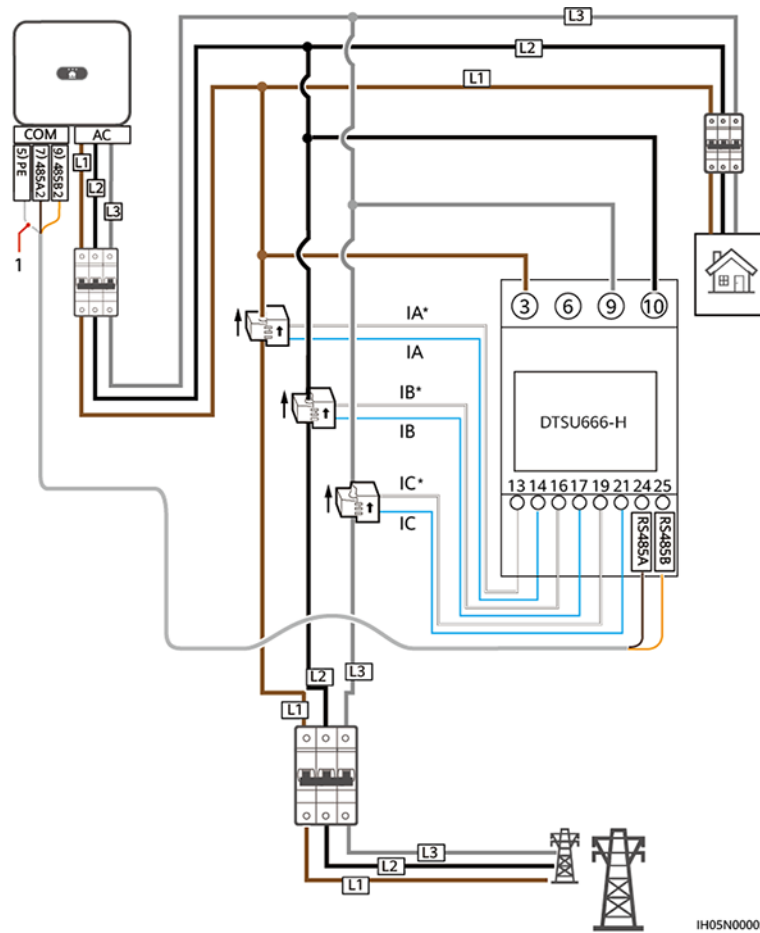 L3
L2
L1
COM
AC
5) PE
7) 485A2
9) 485B2
L1
L2
L3
1
3
6
9
10
IA*
IA
IB*
IB
DTSU666-H
IC*
IC
13 14 16 17 19 21 24 25
RS485A
RS485B
L2
L3
L1
L3
L2
L1
IH05N0000